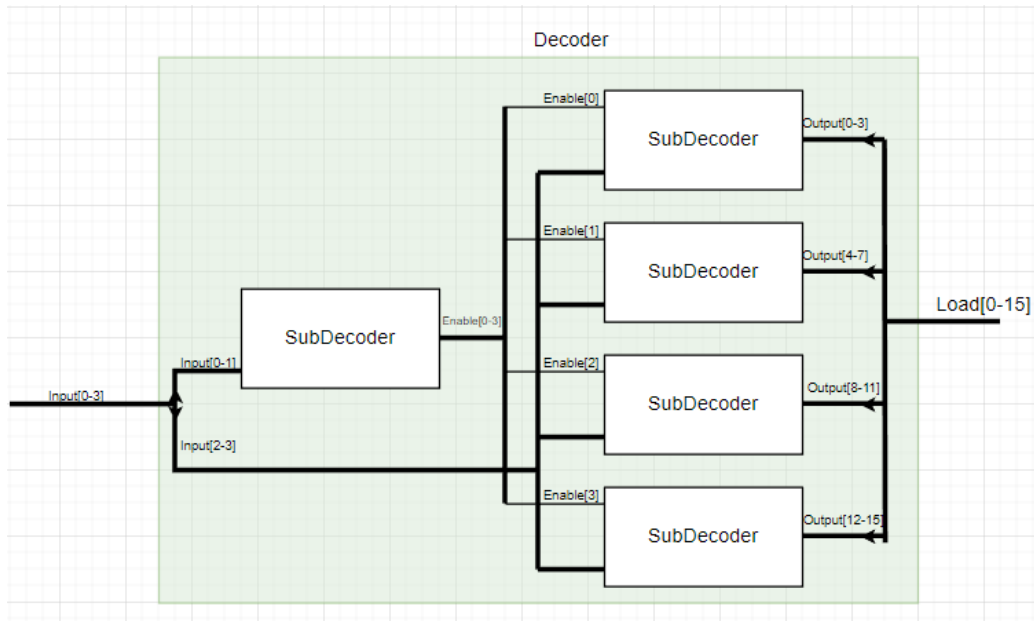 Decoder
Enable[0]
SubDecoder
Output[0-3]
Enable[1]
SubDecoder
Output[4-7]
Load[0-15]
SubDecoder
Enable[0-3]
Input[0-1]
Input[0-3]
Input[2-3]
Enable[2]
SubDecoder
Output[8-11]
Enable[3]
SubDecoder
Output[12-15]